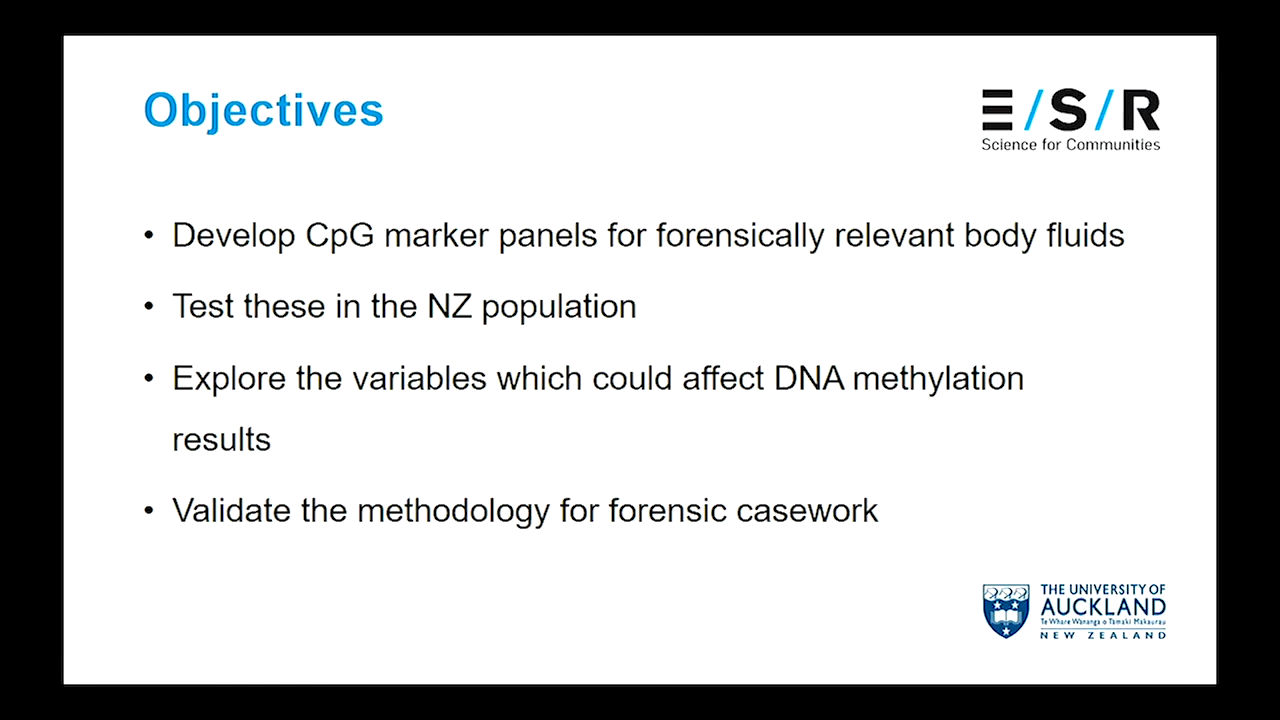 Objectives
E/S/R
Science for Communities
• Develop CpG marker panels for forensically relevant body fluids
• Test these in the NZ population
• Explore the variables which could affect DNA methylation
results
• Validate the methodology for forensic casework
THE UNIVERSITY OF
AUCKLAND
Te Whare Wananga o Tamaki Makaurau
NEW ZEALAND